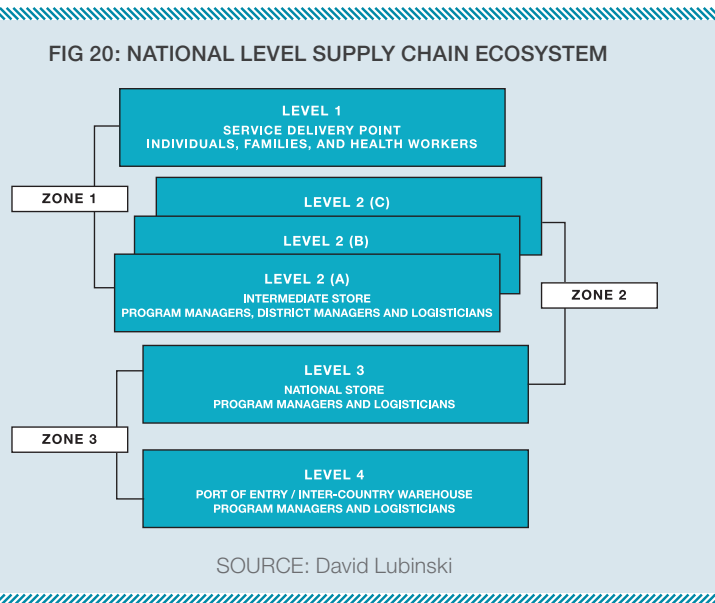 FIG 20: NATIONAL LEVEL SUPPLY CHAIN ECOSYSTEM
LEVEL 1
SERVICE DELIVERY POINT
INDIVIDUALS, FAMILIES, AND HEALTH WORKERS
ZONE 1
LEVEL 2 (C)
LEVEL 2 (B)
LEVEL 2 (A)
INTERMEDIATE STORE
PROGRAM MANAGERS, DISTRICT MANAGERS AND LOGISTICIANS
ZONE 2
LEVEL 3
NATIONAL STORE
PROGRAM MANAGERS AND LOGISTICIANS
ZONE 3
LEVEL 4
PORT OF ENTRY / INTER-COUNTRY WAREHOUSE
PROGRAM MANAGERS AND LOGISTICIANS
SOURCE: David Lubinski